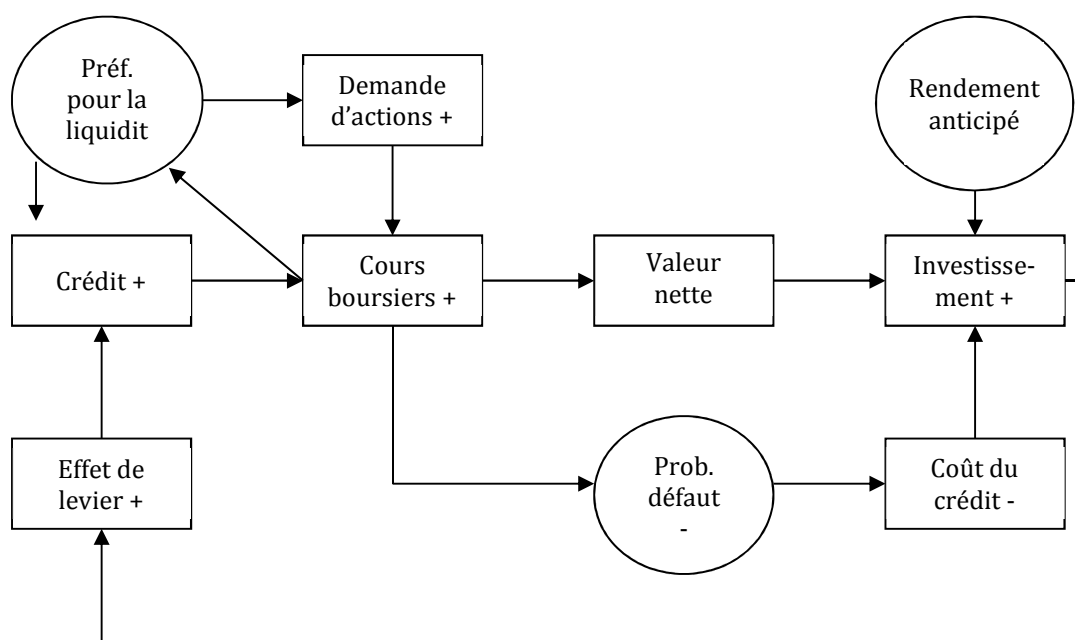 Préf.
pour la
liquidit
Demande
d’actions +
Rendement
anticipé
Crédit +
Cours
boursiers +
Valeur
nette
Investisse-
ment +
Effet de
levier +
Prob.
défaut
-
Coût du
crédit -